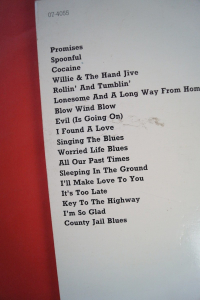 Promises
Spoonful
Cocaine
Willie & The Hand Jive
Rollin' And Tumblin'
Lonesome And A Long Way From Hom
Blow Wind Blow
Evil (Is Going On)
I Found A Love
Singing The Blues
Worried Life Blues
All Our Past Times
Sleeping In The Ground
I'll Make Love To You
It's Too Late
Key To The Highway
I'm So Glad
County Jail Blues